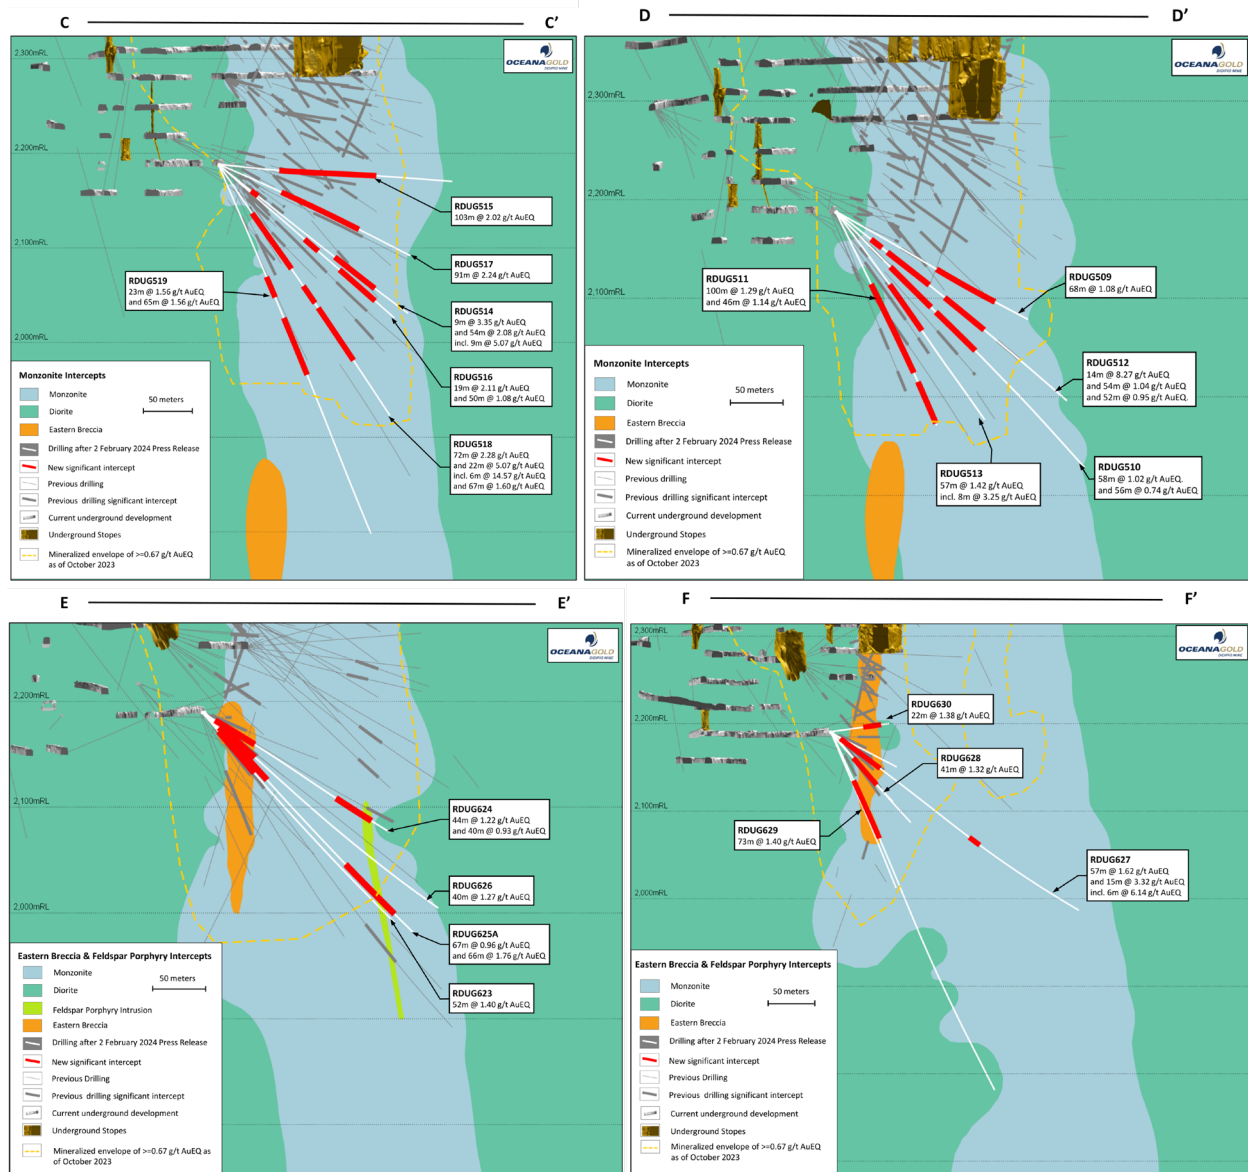 C
C'
2,300mRL
OCEANAGOLD
DIDIPIO MINE
2,200mRL
RDUG515
103m @ 2.02 g/t AuEQ
2,100mRL
RDUG517
91m @ 2.24 g/t AuEQ
RDUG519
23m @ 1.56 g/t AuEQ
and 65m @ 1.56 g/t AuEQ
RDUG514
9m @ 3.35 g/t AuEQ
and 54m @ 2.08 g/t AuEQ
incl. 9m @ 5.07 g/t AuEQ
2,000mRL
RDUG516
19m @ 2.11 g/t AuEQ
and 50m @ 1.08 g/t AuEQ
RDUG518
72m @ 2.28 g/t AuEQ
and 22m @ 5.07 g/t AuEQ
incl. 6m @ 14.57 g/t AuEQ
and 67m @ 1.60 g/t AuEQ
Monzonite Intercepts
Monzonite
Diorite
50 meters
Eastern Breccia
Drilling after 2 February 2024 Press Release
New significant intercept
Previous drilling
Previous drilling significant intercept
Current underground development
Underground Stopes
Mineralized envelope of >=0.67 g/t AuEQ
as of October 2023
D
D'
OCEANAGOLD
DIDIPIO MINE
2,300mRL
2,200mRL
2,100mRL
RDUG511
100m @ 1.29 g/t AuEQ
and 46m @ 1.14 g/t AuEQ
RDUG509
68m @ 1.08 g/t AuEQ
RDUG512
14m @ 8.27 g/t AuEQ
and 54m @ 1.04 g/t AuEQ
and 52m @ 0.95 g/t AuEQ.
RDUG513
57m @ 1.42 g/t AuEQ
incl. 8m @ 3.25 g/t AuEQ
RDUG510
58m @ 1.02 g/t AuEQ.
and 56m @ 0.74 g/t AuEQ
Monzonite Intercepts
Monzonite
Diorite
50 meters
Eastern Breccia
Drilling after 2 February 2024 Press Release
New significant intercept
Previous drilling
Previous drilling significant intercept
Current underground development
Underground Stopes
Mineralized envelope of >=0.67 g/t AuEQ
as of October 2023
E
E'
OCEANAGOLD
DIDIPIO MINE
2,200mRL
2,100mRL
RDUG624
44m @ 1.22 g/t AuEQ
and 40m @ 0.93 g/t AuEQ
RDUG626
40m @ 1.27 g/t AuEQ
2,000mRL
RDUG625A
67m @ 0.96 g/t AuEQ
and 66m @ 1.76 g/t AuEQ
RDUG623
52m @ 1.40 g/t AuEQ
Eastern Breccia & Feldspar Porphyry Intercepts
Monzonite
50 meters
Diorite
Feldspar Porphyry Intrusion
Eastern Breccia
Drilling after 2 February 2024 Press Release
New significant intercept
Previous Drilling
Previous drilling significant intercept
Current underground development
Underground Stopes
Mineralized envelope of >=0.67 g/t AuEQ as
of October 2023
F
F'
2,300mRL
OCEANAGOLD
DIDIPIO MINE
RDUG630
22m @ 1.38 g/t AuEQ
2,200mRL
RDUG628
41m @ 1.32 g/t AuEQ
2,100mRL
RDUG629
73m @ 1.40 g/t AuEQ
RDUG627
57m @ 1.62 g/t AuEQ
and 15m @ 3.32 g/t AuEQ
incl. 6m @ 6.14 g/t AuEQ
2,000mRL
Eastern Breccia & Feldspar Porphyry Intercepts
Monzonite
50 meters
Diorite
Eastern Breccia
Drilling after 2 February 2024 Press Release
New significant intercept
Previous Drilling
Previous drilling significant intercept
Current underground development
Underground Stopes
Mineralized envelope of >=0.67 g/t AuEQ
as of October 2023